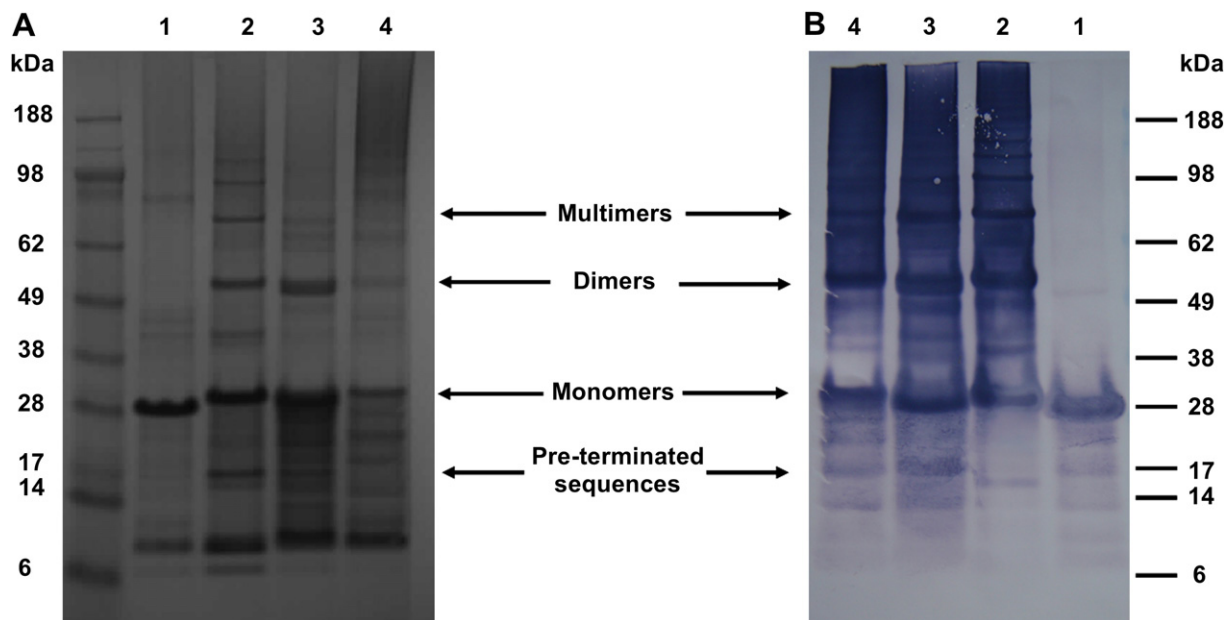 A
1 2 3 4
kDa
188
98
62
49
38
28
17
14
6
Multimers
Dimers
Monomers
Pre-terminated
sequences
B
4 3 2 1
kDa
188
98
62
49
38
28
17
14
6